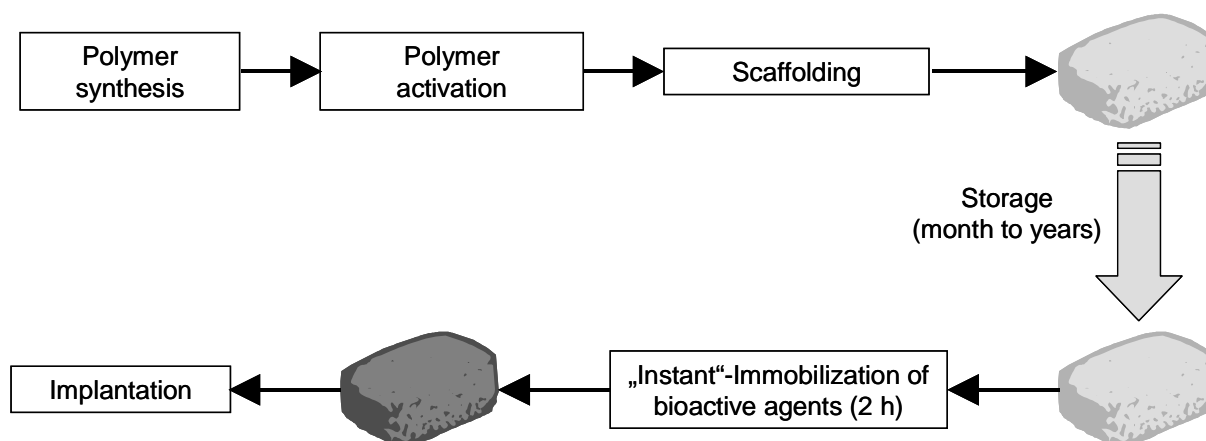 Polymer
synthesis
Polymer
activation
Scaffolding
Storage
(month to years)
Implantation
„Instant“-Immobilization of
bioactive agents (2 h)